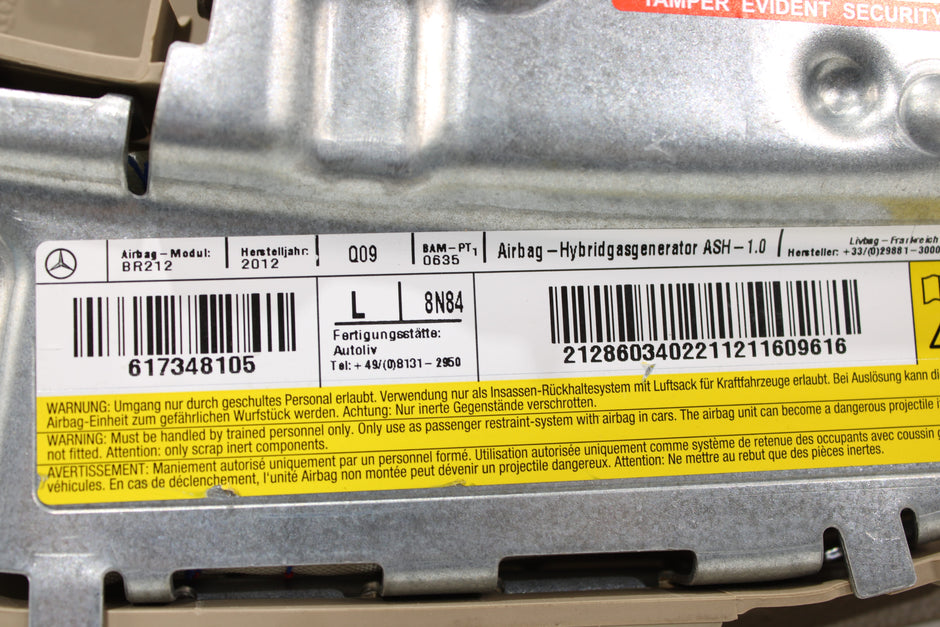 TAMPER EVIDENT SECURITY
Airbag-Modul:
BR212
Herstelljahr:
2012
Q09
BAM-PT
0635
Airbag-Hybridgasgenerator ASH-1.0
Livbag-Frankreich
Hersteller: +33/(0)29881-3000
617348105
L
8N84
Fertigungsstätte:
Autoliv
Tel: +49/(0)8131-2950
2128603402211211609616
WARNUNG: Umgang nur durch geschultes Personal erlaubt. Verwendung nur als Insassen-Rückhaltesystem mit Luftsack für Kraftfahrzeuge erlaubt. Bei Auslösung kann di
Airbag-Einheit zum gefährlichen Wurfstück werden. Achtung: Nur inerte Gegenstände verschrotten.
WARNING: Must be handled by trained personnel only. Only use as passenger restraint-system with airbag in cars. The airbag unit can become a dangerous projectile i
not fitted. Attention: only scrap inert components.
AVERTISSEMENT: Maniement autorisé uniquement par un personnel formé. Utilisation autorisée uniquement comme système de retenue des occupants avec coussin
véhicules. En cas de déclenchement, l'unité Airbag non montée peut dévenir un projectile dangereux. Attention: Ne mettre au rebut que des pièces inertes.